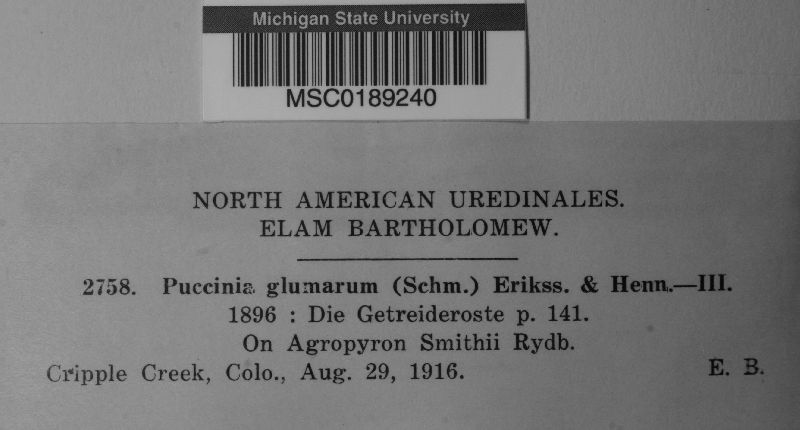 Michigan State University
MSC0189240
NORTH AMERICAN UREDINALES.
ELAM BARTHOLOMEW.
2758. Puccinia glumarum (Schm.) Erikss. & Henn.—III.
1896 : Die Getreideroste p. 141.
On Agropyron Smithii Rydb.
Cripple Creek, Colo., Aug. 29, 1916. E. B.